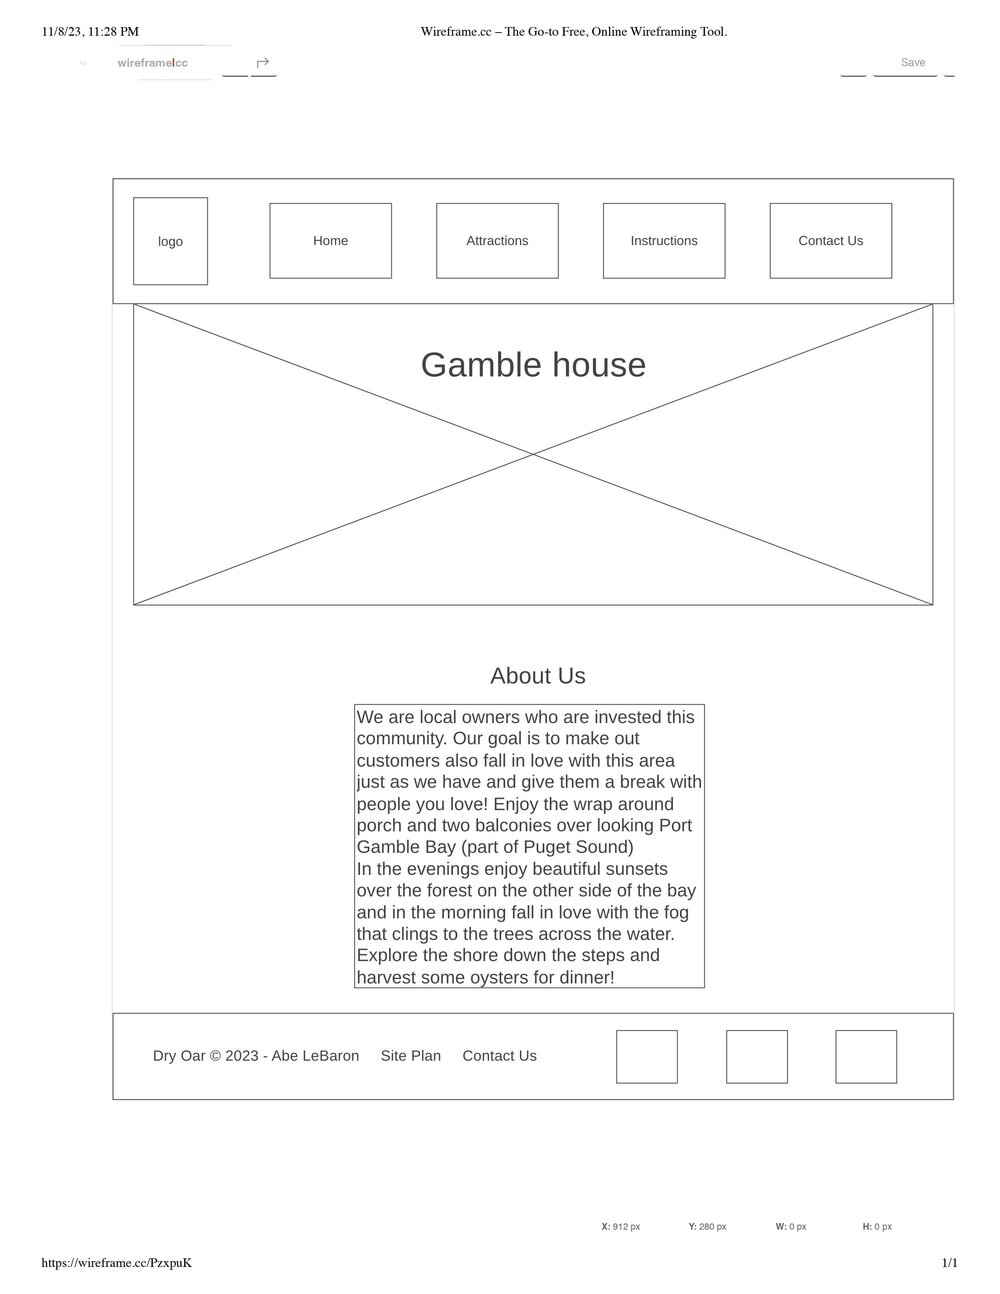 11/8/23, 11:28 PM
Wireframe.cc – The Go-to Free, Online Wireframing Tool.
wireframe|cc
Save
logo
Home
Attractions
Instructions
Contact Us
Gamble house
About Us
We are local owners who are invested this
community. Our goal is to make out
customers also fall in love with this area
just as we have and give them a break with
people you love! Enjoy the wrap around
porch and two balconies over looking Port
Gamble Bay (part of Puget Sound)
In the evenings enjoy beautiful sunsets
over the forest on the other side of the bay
and in the morning fall in love with the fog
that clings to the trees across the water.
Explore the shore down the steps and
harvest some oysters for dinner!
Dry Oar © 2023 - Abe LeBaron
Site Plan
Contact Us
X: 912 px
Y: 280 px
W: 0 px
H: 0 px
https://wireframe.cc/PzxpuK
1/1